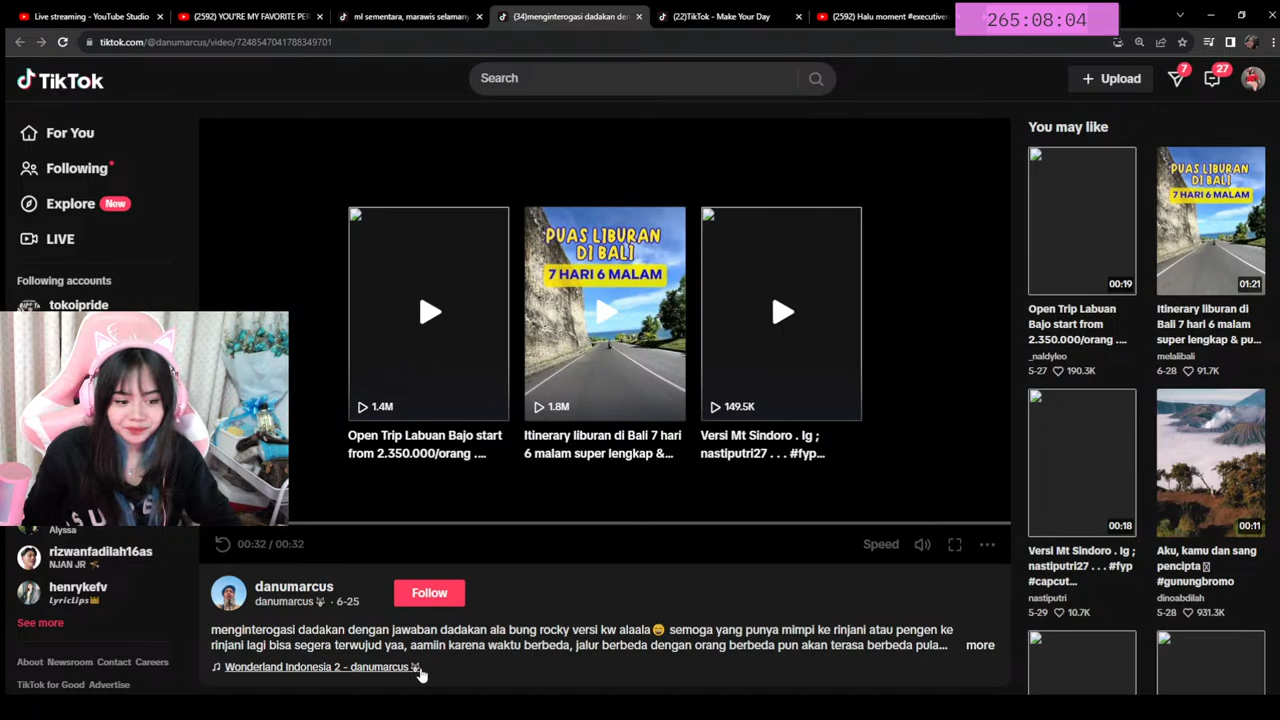 Live streaming - YouTube Studio
(2592) YOU'RE MY FAVORITE PER
ml sementara, marawis selaman
(34)menginterogasi dadakan de
(22)TikTok - Make Your Day
(2592) Halu moment #executive
265:08:04
tiktok.com/@danumarcus/video/7248547041788349701
TikTok
Search
Upload
7
27
For You
Following
Explore New
LIVE
Following accounts
tokoipride
Alyssa
rizwanfadilah16as
NJAN JR
henrykefv
LyricLips
See more
About Newsroom Contact Careers
TikTok for Good Advertise
PUAS LIBURAN
DI BALI
7 HARI 6 MALAM
1.4M
1.8M
149.5K
Open Trip Labuan Bajo start
from 2.350.000/orang ....
Itinerary liburan di Bali 7 hari
6 malam super lengkap &...
Versi Mt Sindoro . Ig ;
nastiputri27 . . . #fyp...
00:32 / 00:32
Speed
danumarcus
danumarcus · 6-25
Follow
menginterogasi dadakan dengan jawaban dadakan ala bung rocky versi kw alaala😄 semoga yang punya mimpi ke rinjani atau pengen ke
rinjani lagi bisa segera terwujud yaa, aamiin karena waktu berbeda, jalur berbeda dengan orang berbeda pun akan terasa berbeda pula...
more
Wonderland Indonesia 2 - danumarcus
You may like
00:19
Open Trip Labuan
Bajo start from
2.350.000/orang ....
_naldyleo
5-27 190.3K
PUAS LIBURAN
DI BALI
7 HARI 6 MALAM
01:21
Itinerary liburan di
Bali 7 hari 6 malam
super lengkap & pu...
melalibali
6-28 91.7K
00:18
Versi Mt Sindoro . Ig ;
nastiputri27 . . . #fyp
#capcut...
nastiputri
5-29 10.7K
00:11
Aku, kamu dan sang
pencipta
#gunungbromo
dinoabdilah
5-28 931.3K